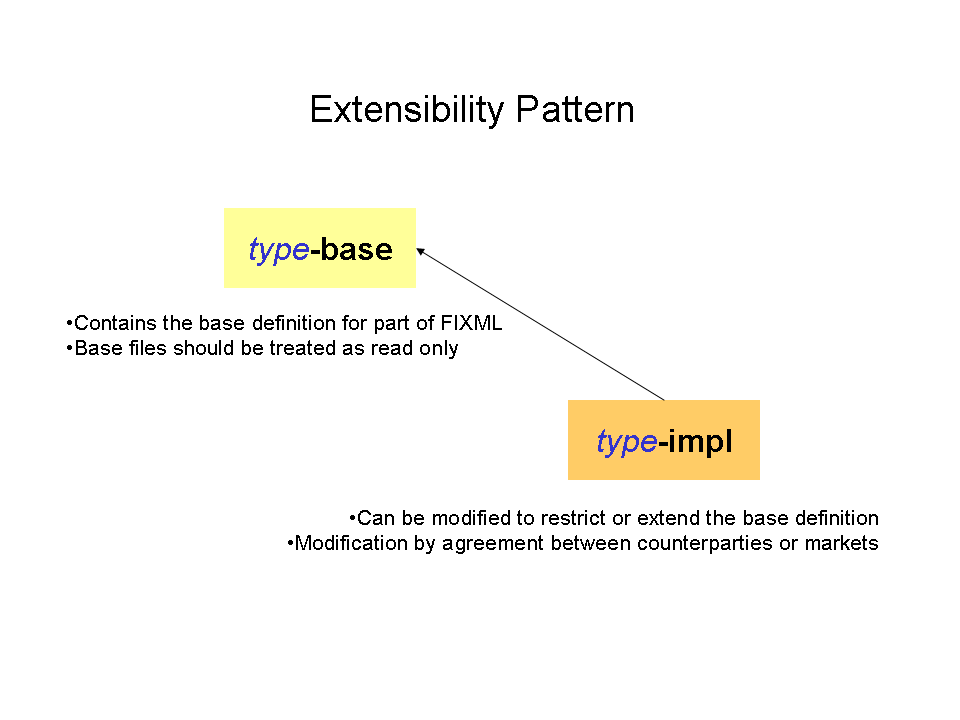 Extensibility Pattern
type-base
•Contains the base definition for part of FIXML
•Base files should be treated as read only
type-impl
•Can be modified to restrict or extend the base definition
•Modification by agreement between counterparties or markets